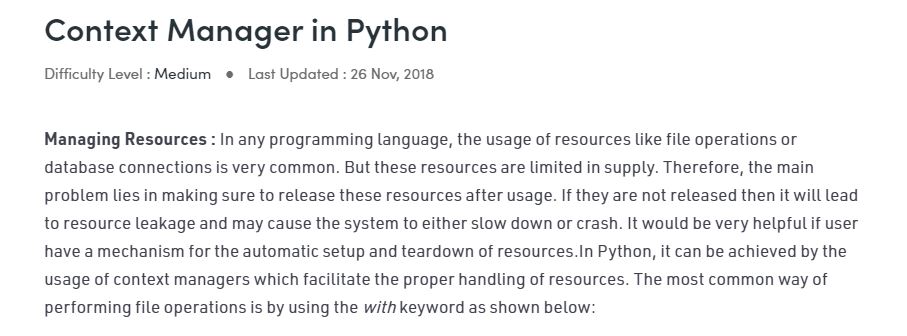 Context Manager in Python
Difficulty Level : Medium ● Last Updated : 26 Nov, 2018
Managing Resources : In any programming language, the usage of resources like file operations or
database connections is very common. But these resources are limited in supply. Therefore, the main
problem lies in making sure to release these resources after usage. If they are not released then it will lead
to resource leakage and may cause the system to either slow down or crash. It would be very helpful if user
have a mechanism for the automatic setup and teardown of resources.In Python, it can be achieved by the
usage of context managers which facilitate the proper handling of resources. The most common way of
performing file operations is by using the with keyword as shown below: